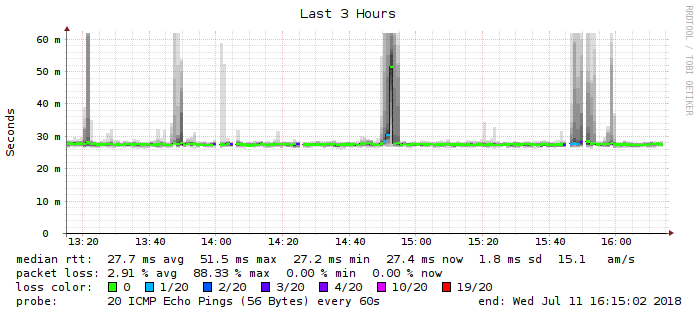 Last 3 Hours
RRDTOOL / TOBI OETIKER
Seconds
60 m
50 m
40 m
30 m
20 m
10 m
0
13:20 13:40 14:00 14:20 14:40 15:00 15:20 15:40 16:00
median rtt: 27.7 ms avg 51.5 ms max 27.2 ms min 27.4 ms now 1.8 ms sd 15.1 am/s
packet loss: 2.91 % avg 88.33 % max 0.00 % min 0.00 % now
loss color: 0 1/20 2/20 3/20 4/20 10/20 19/20
probe: 20 ICMP Echo Pings (56 Bytes) every 60s end: Wed Jul 11 16:15:02 2018